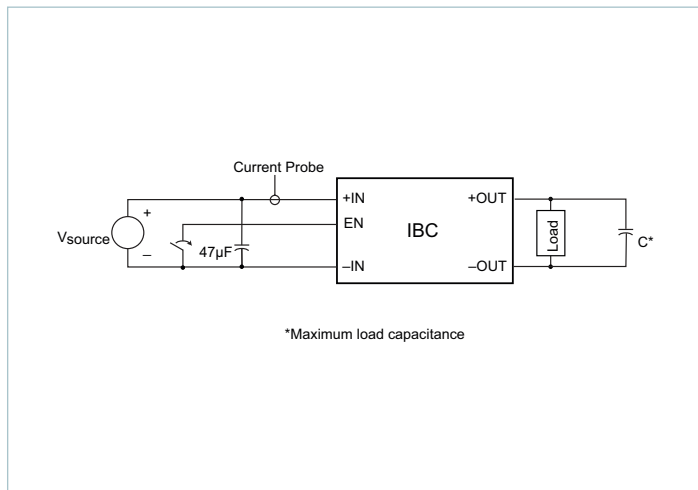 Current Probe
+IN
+OUT
EN
IBC
Load
Vsource
+
–
47µF
C*
–IN
–OUT
*Maximum load capacitance